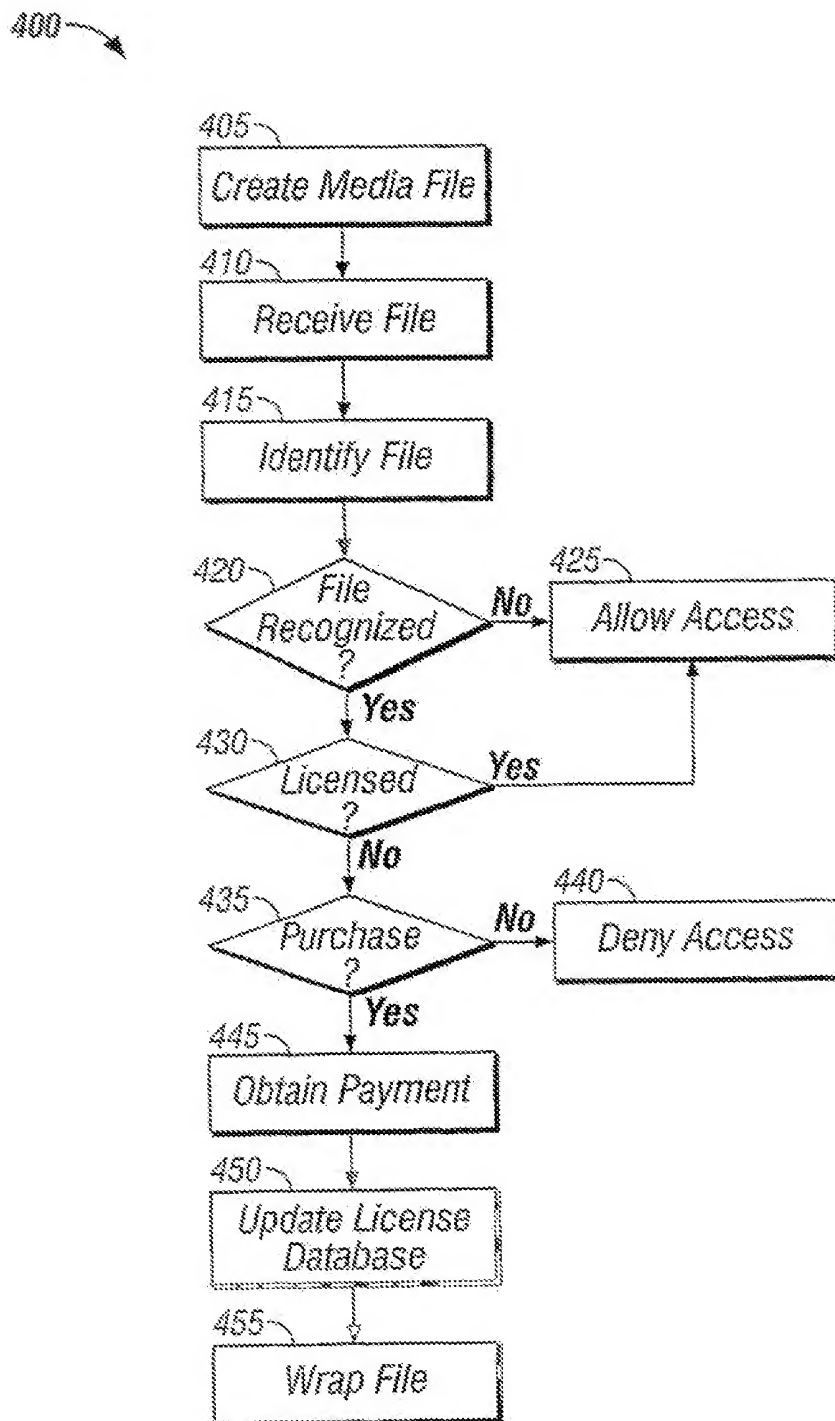 400
405
Create Media File
410
Receive File
415
Identify File
420
File
Recognized
?
No
425
Allow Access
Yes
430
Licensed
?
Yes
No
435
Purchase
?
No
440
Deny Access
Yes
445
Obtain Payment
450
Update License
Database
455
Wrap File